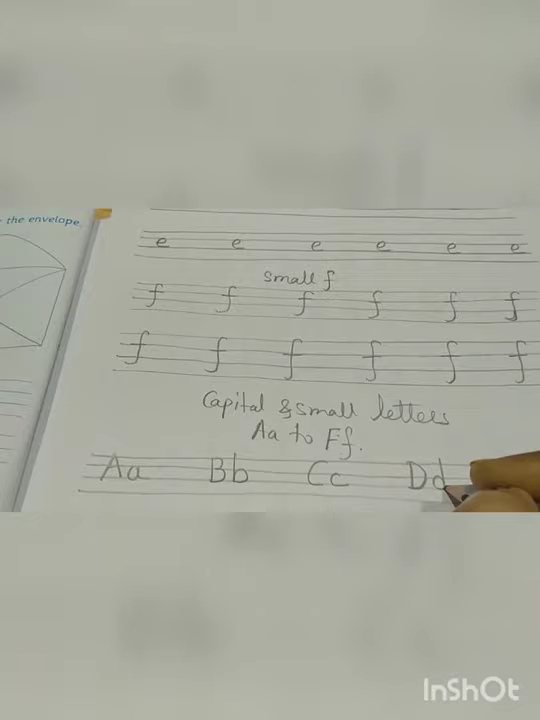 the envelope.
e e e e e e
Small f
f f f f f f
f f f f f f
Capital & small letters
Aa to Ff.
Aa Bb Cc Dd
InShOt